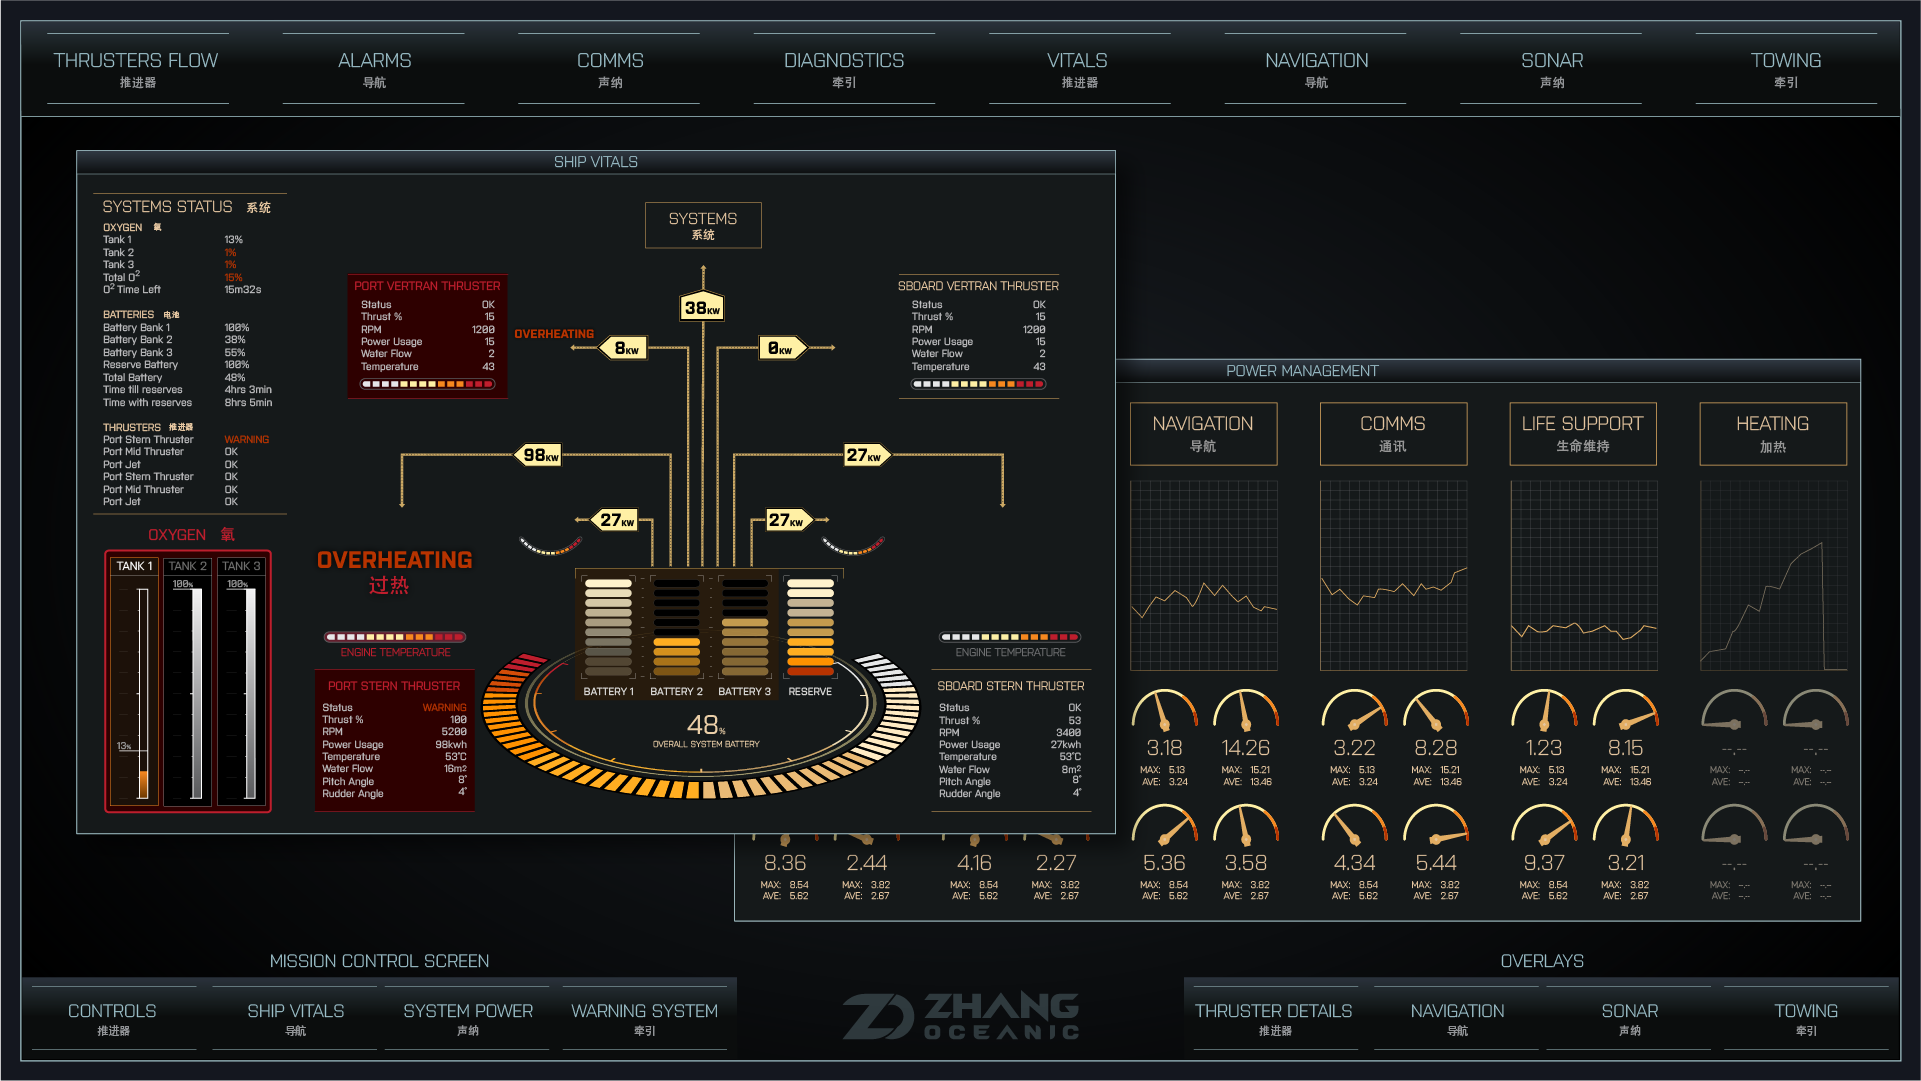 THRUSTERS FLOW
推进器
ALARMS
导航
COMMS
声纳
DIAGNOSTICS
牵引
VITALS
推进器
NAVIGATION
导航
SONAR
声纳
TOWING
牵引
SHIP VITALS
SYSTEMS STATUS 系统
OXYGEN 氧
Tank 1 13%
Tank 2 1%
Tank 3 1%
Total O2 15%
O2 Time Left 15m32s
BATTERIES 电池
Battery Bank 1 100%
Battery Bank 2 38%
Battery Bank 3 55%
Reserve Battery 100%
Total Battery 48%
Time till reserves 4hrs 3min
Time with reserves 8hrs 5min
THRUSTERS 推进器
Port Stem Thruster WARNING
Port Mid Thruster OK
Port Jet OK
Port Stem Thruster OK
Port Mid Thruster OK
Port Jet OK
OXYGEN 氧
TANK 1
TANK 2
TANK 3
100%
100%
13%
SYSTEMS
系统
38KW
PORT VERTRAN THRUSTER
Status OK
Thrust % 15
RPM 1200
Power Usage 15
Water Flow 2
Temperature 43
OVERHEATING
8KW
0KW
SBOARD VERTRAN THRUSTER
Status OK
Thrust % 15
RPM 1200
Power Usage 15
Water Flow 2
Temperature 43
98KW
27KW
27KW
27KW
OVERHEATING
过热
ENGINE TEMPERATURE
PORT STERN THRUSTER
Status WARNING
Thrust % 100
RPM 5200
Power Usage 98kwh
Temperature 53°C
Water Flow 16m2
Pitch Angle 8°
Rudder Angle 4°
BATTERY 1
BATTERY 2
BATTERY 3
RESERVE
48%
OVERALL SYSTEM BATTERY
ENGINE TEMPERATURE
SBOARD STERN THRUSTER
Status OK
Thrust % 53
RPM 3400
Power Usage 27kwh
Temperature 53°C
Water Flow 8m2
Pitch Angle 8°
Rudder Angle 4°
POWER MANAGEMENT
NAVIGATION
导航
COMMS
通讯
LIFE SUPPORT
生命维持
HEATING
加热
3.18
MAX: 5.13
AVE: 3.24
14.26
MAX: 15.21
AVE: 13.46
3.22
MAX: 5.13
AVE: 3.24
8.28
MAX: 15.21
AVE: 13.46
1.23
MAX: 5.13
AVE: 3.24
8.15
MAX: 15.21
AVE: 13.46
--.--
MAX: --.--
AVE: --.--
--.--
MAX: --.--
AVE: --.--
8.36
MAX: 8.54
AVE: 5.62
2.44
MAX: 3.82
AVE: 2.67
4.16
MAX: 8.54
AVE: 5.62
2.27
MAX: 3.82
AVE: 2.67
5.36
MAX: 8.54
AVE: 5.62
3.58
MAX: 3.82
AVE: 2.67
4.34
MAX: 8.54
AVE: 5.62
5.44
MAX: 3.82
AVE: 2.67
9.37
MAX: 8.54
AVE: 5.62
3.21
MAX: 3.82
AVE: 2.67
--.--
MAX: --.--
AVE: --.--
--.--
MAX: --.--
AVE: --.--
MISSION CONTROL SCREEN
CONTROLS
推进器
SHIP VITALS
导航
SYSTEM POWER
声纳
WARNING SYSTEM
牵引
ZHANG
OCEANIC
OVERLAYS
THRUSTER DETAILS
推进器
NAVIGATION
导航
SONAR
声纳
TOWING
牵引